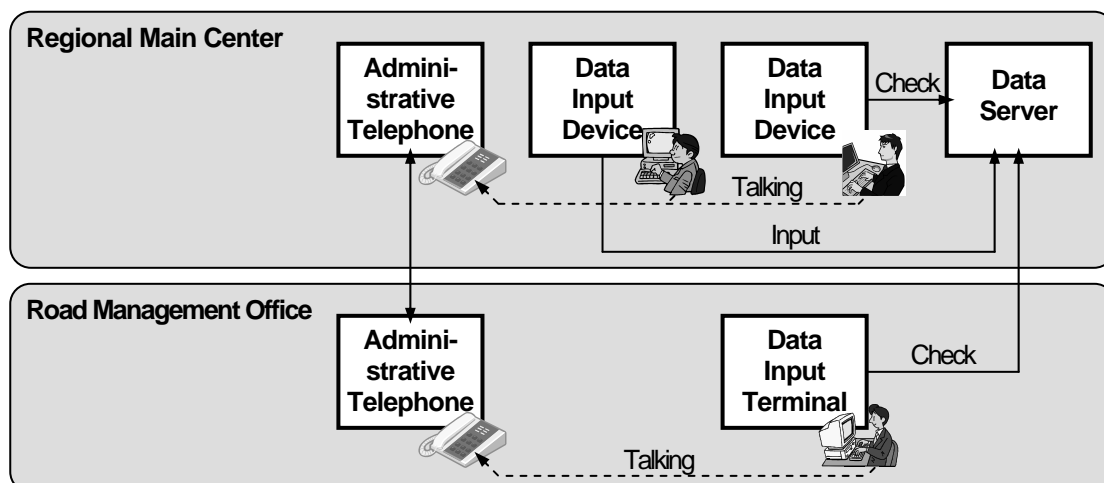 Regional Main Center
Admini-
strative
Telephone
Data
Input
Device
Data
Input
Device
Check
Data
Server
Talking
Input
Road Management Office
Admini-
strative
Telephone
Data
Input
Terminal
Check
Talking